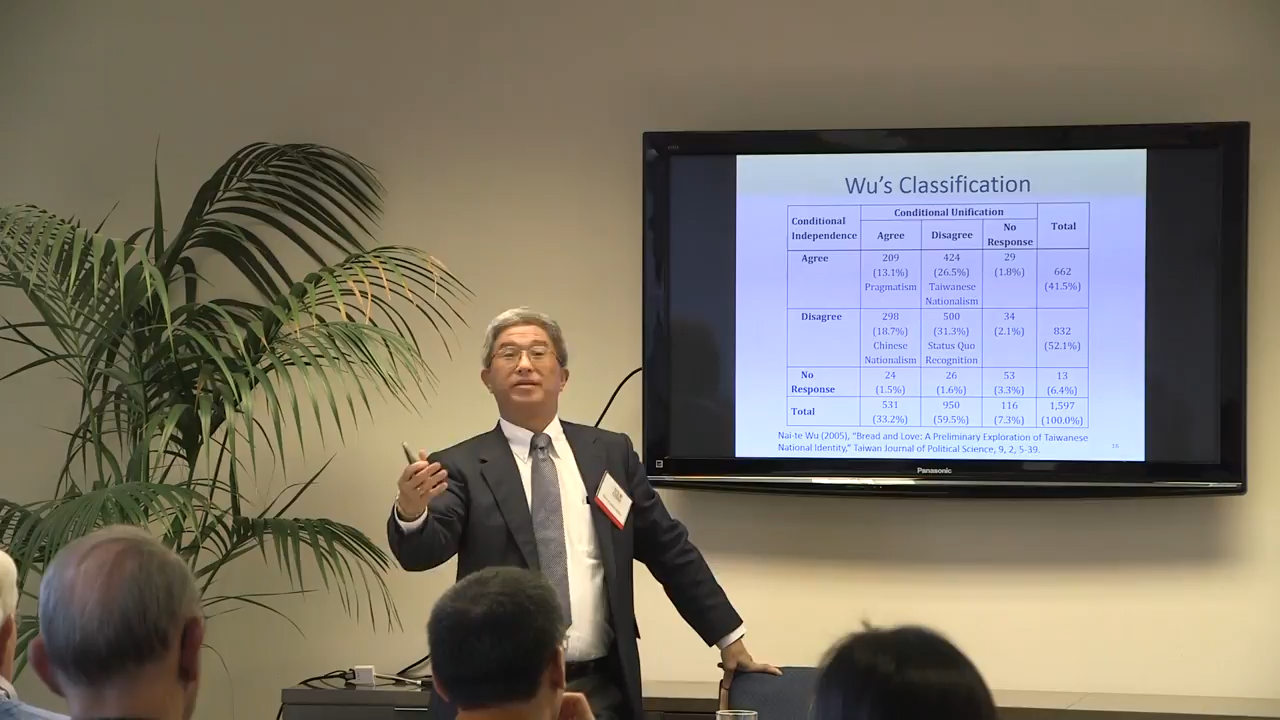 Wu's Classification
Conditional Independence
Conditional Unification
Total
Agree
Disagree
No Response
Agree
209 (13.1%) Pragmatism
424 (26.5%) Taiwanese Nationalism
29 (1.8%)
662 (41.5%)
Disagree
298 (18.7%) Chinese Nationalism
500 (31.3%) Status Quo Recognition
34 (2.1%)
832 (52.1%)
No Response
24 (1.5%)
26 (1.6%)
53 (3.3%)
13 (6.4%)
Total
531 (33.2%)
950 (59.5%)
116 (7.3%)
1,597 (100.0%)
Nai-te Wu (2005), "Bread and Love: A Preliminary Exploration of Taiwanese
National Identity," Taiwan Journal of Political Science, 9, 2, 5-39.
16
Panasonic